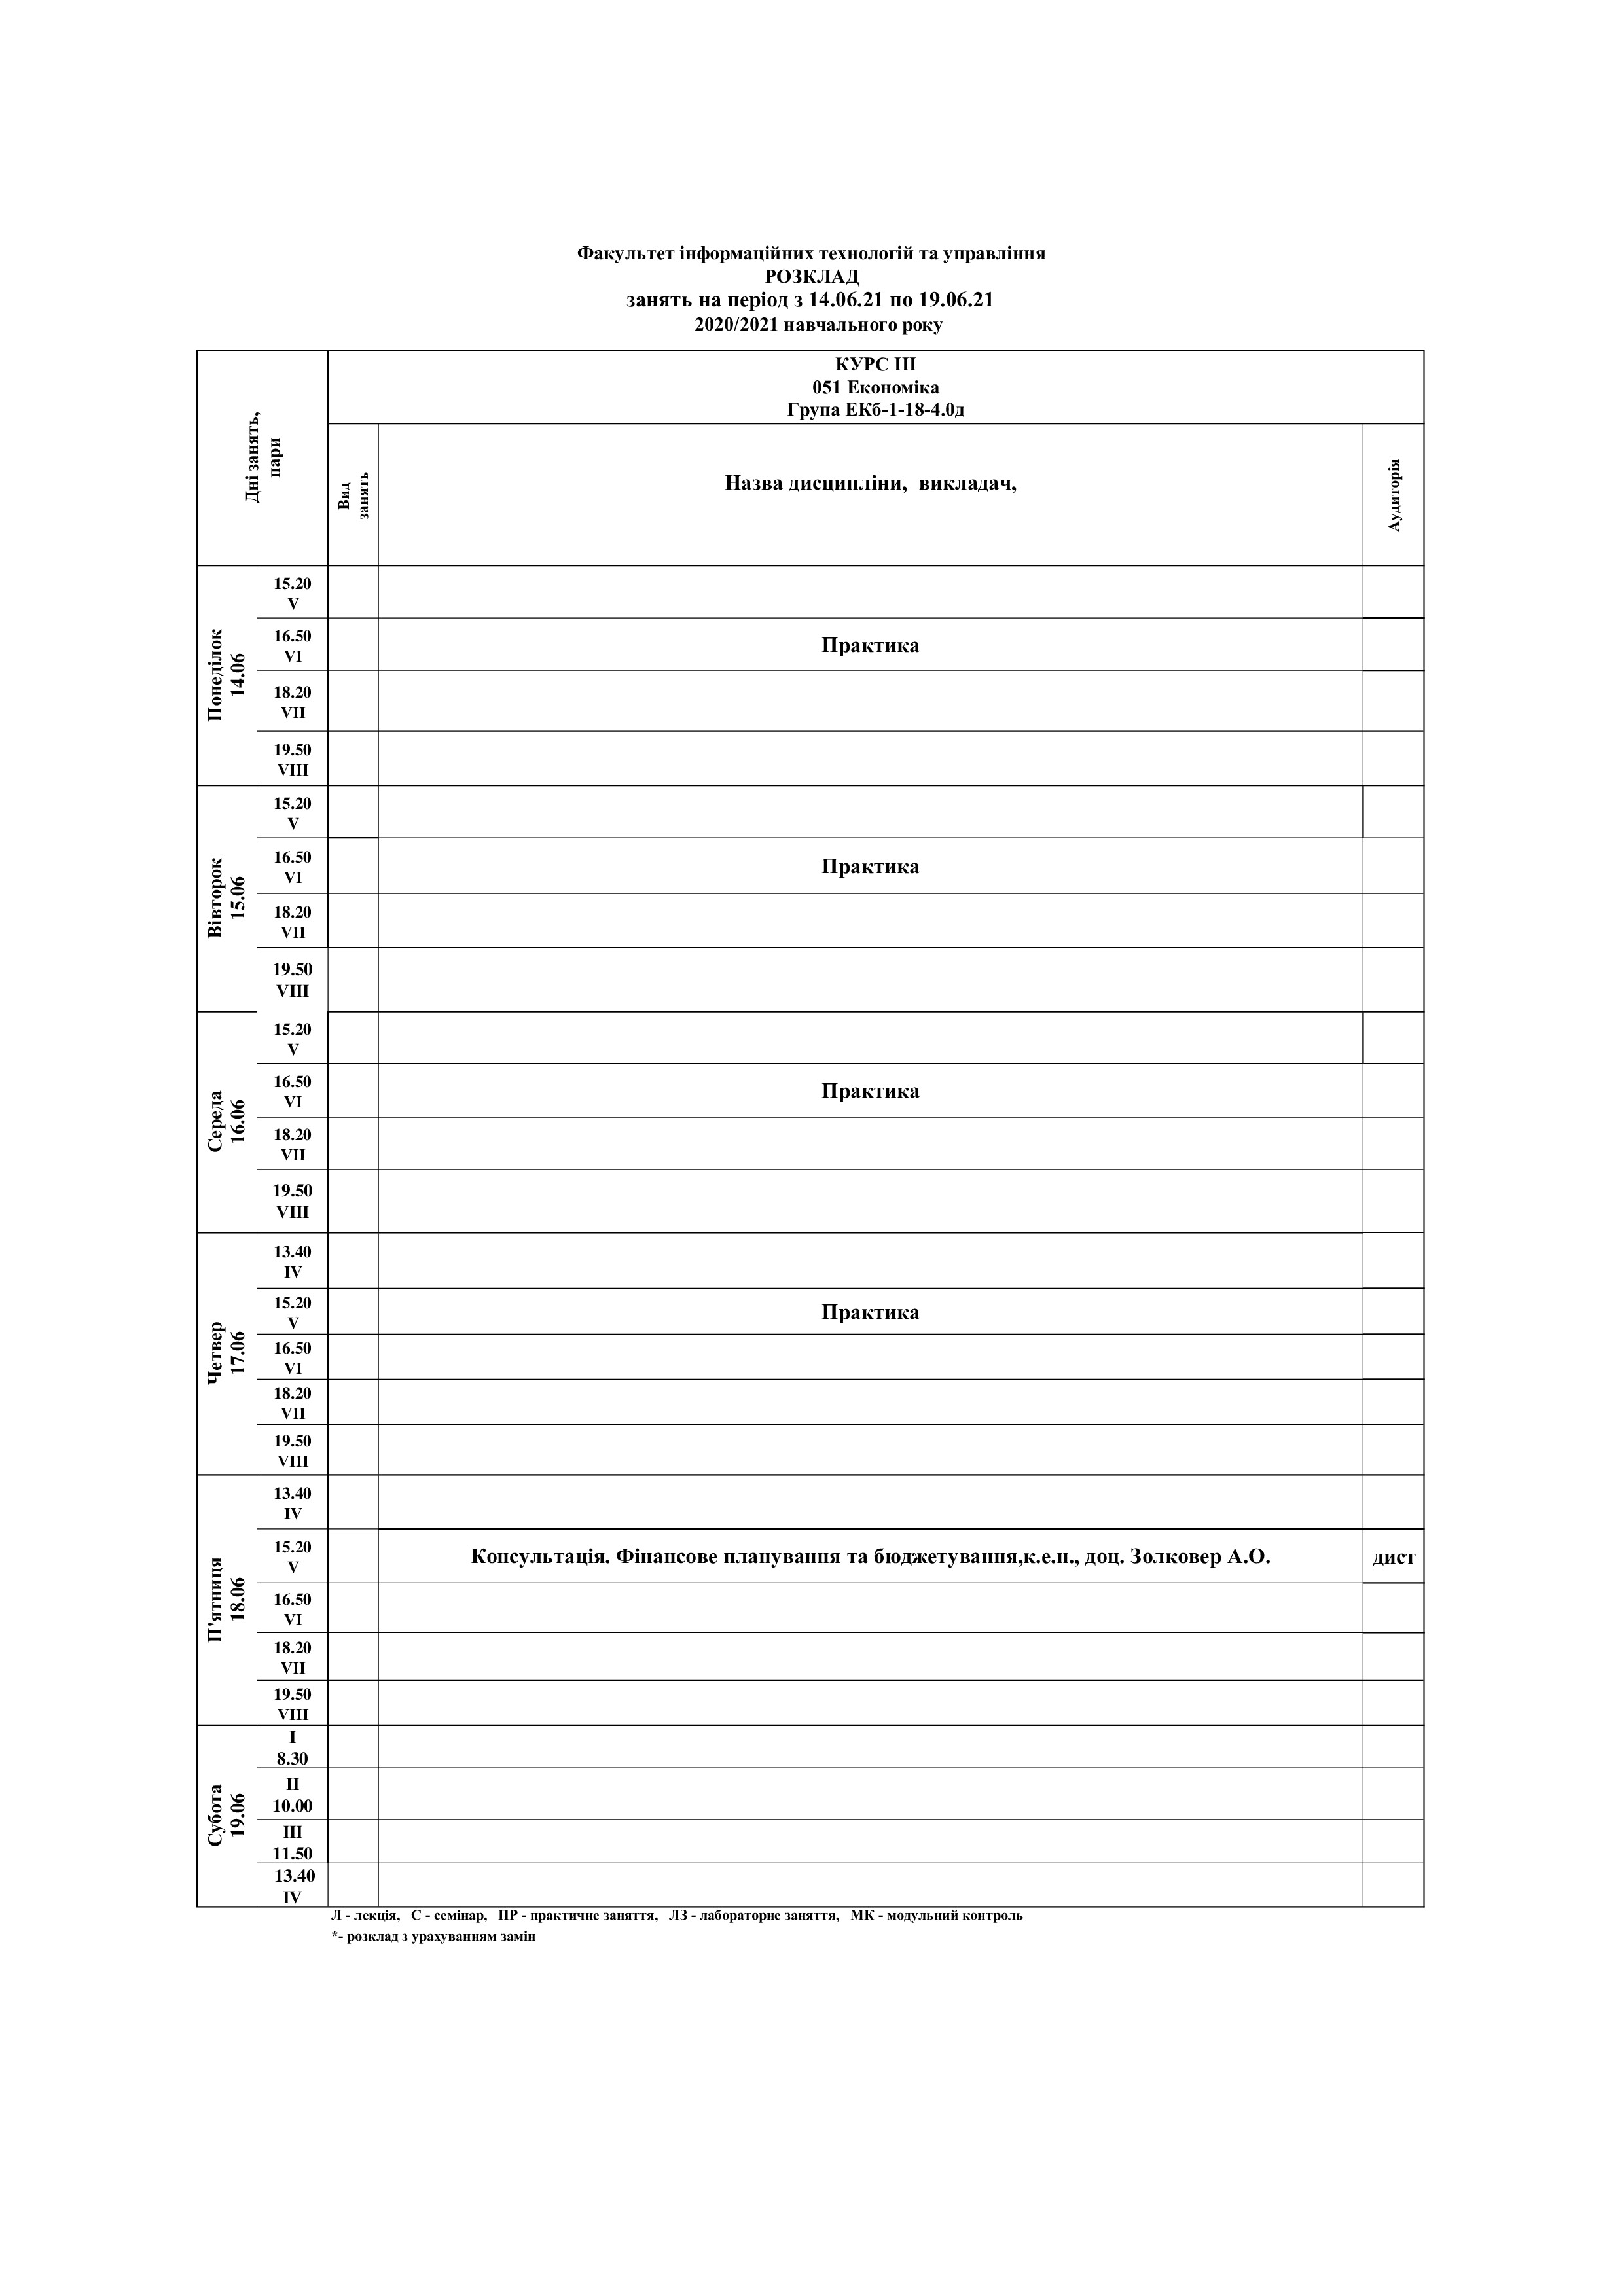 Факультет інформаційних технологій та управління
РОЗКЛАД
занять на період з 14.06.21 по 19.06.21
2020/2021 навчального року
Дні занять,
пари
КУРС ІІІ
051 Економіка
Група ЕКб-1-18-4.0д
Вид
занять
Назва дисципліни, викладач,
Аудиторія
Понеділок
14.06
15.20
V
16.50
VI
Практика
18.20
VII
19.50
VIII
Вівторок
15.06
15.20
V
16.50
VI
Практика
18.20
VII
19.50
VIII
Середа
16.06
15.20
V
16.50
VI
Практика
18.20
VII
19.50
VIII
Четвер
17.06
13.40
IV
15.20
V
Практика
16.50
VI
18.20
VII
19.50
VIII
П'ятниця
18.06
13.40
IV
15.20
V
Консультація. Фінансове планування та бюджетування,к.е.н., доц. Золковер А.О.
дист
16.50
VI
18.20
VII
19.50
VIII
Субота
19.06
I
8.30
II
10.00
III
11.50
13.40
IV
Л - лекція, С - семінар, ПР - практичне заняття, ЛЗ - лабораторне заняття, МК - модульний контроль
*- розклад з урахуванням замін